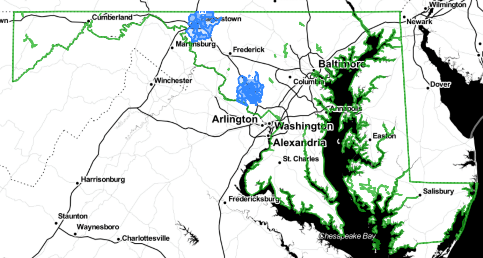 Wilmington
Cumberland
Newark
Martinsburg
Frederick
Baltimore
Winchester
Columbia
Dover
Annapolis
Arlington
Washington
Easton
Alexandria
St. Charles
Harrisonburg
Salisbury
Fredericksburg
Staunton
Waynesboro
Charlottesville
Chesapeake Bay